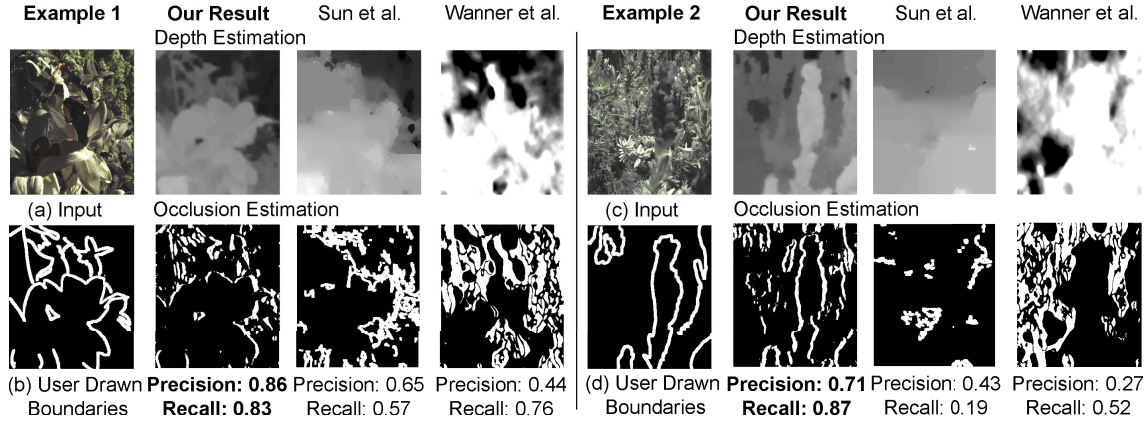 Example 1 Our Result Sun et al. Wanner et al.
Depth Estimation
(a) Input Occlusion Estimation
(b) User Drawn Precision: 0.86 Precision: 0.65 Precision: 0.44
Boundaries Recall: 0.83 Recall: 0.57 Recall: 0.76
Example 2 Our Result Sun et al. Wanner et al.
Depth Estimation
(c) Input Occlusion Estimation
(d) User Drawn Precision: 0.71 Precision: 0.43 Precision: 0.27
Boundaries Recall: 0.87 Recall: 0.19 Recall: 0.52